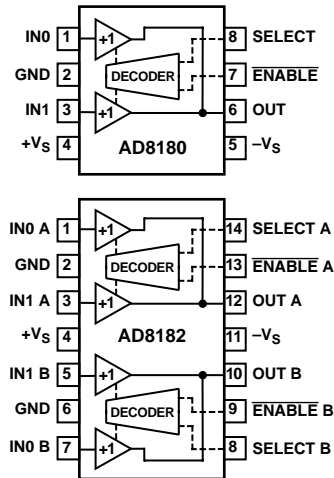 IN0 1 +1 8 SELECT
GND 2 DECODER 7 ENABLE
IN1 3 +1 6 OUT
+VS 4 AD8180 5 –VS
IN0 A 1 +1 14 SELECT A
GND 2 DECODER 13 ENABLE A
IN1 A 3 +1 12 OUT A
+VS 4 AD8182 11 –VS
IN1 B 5 +1 10 OUT B
GND 6 DECODER 9 ENABLE B
IN0 B 7 +1 8 SELECT B